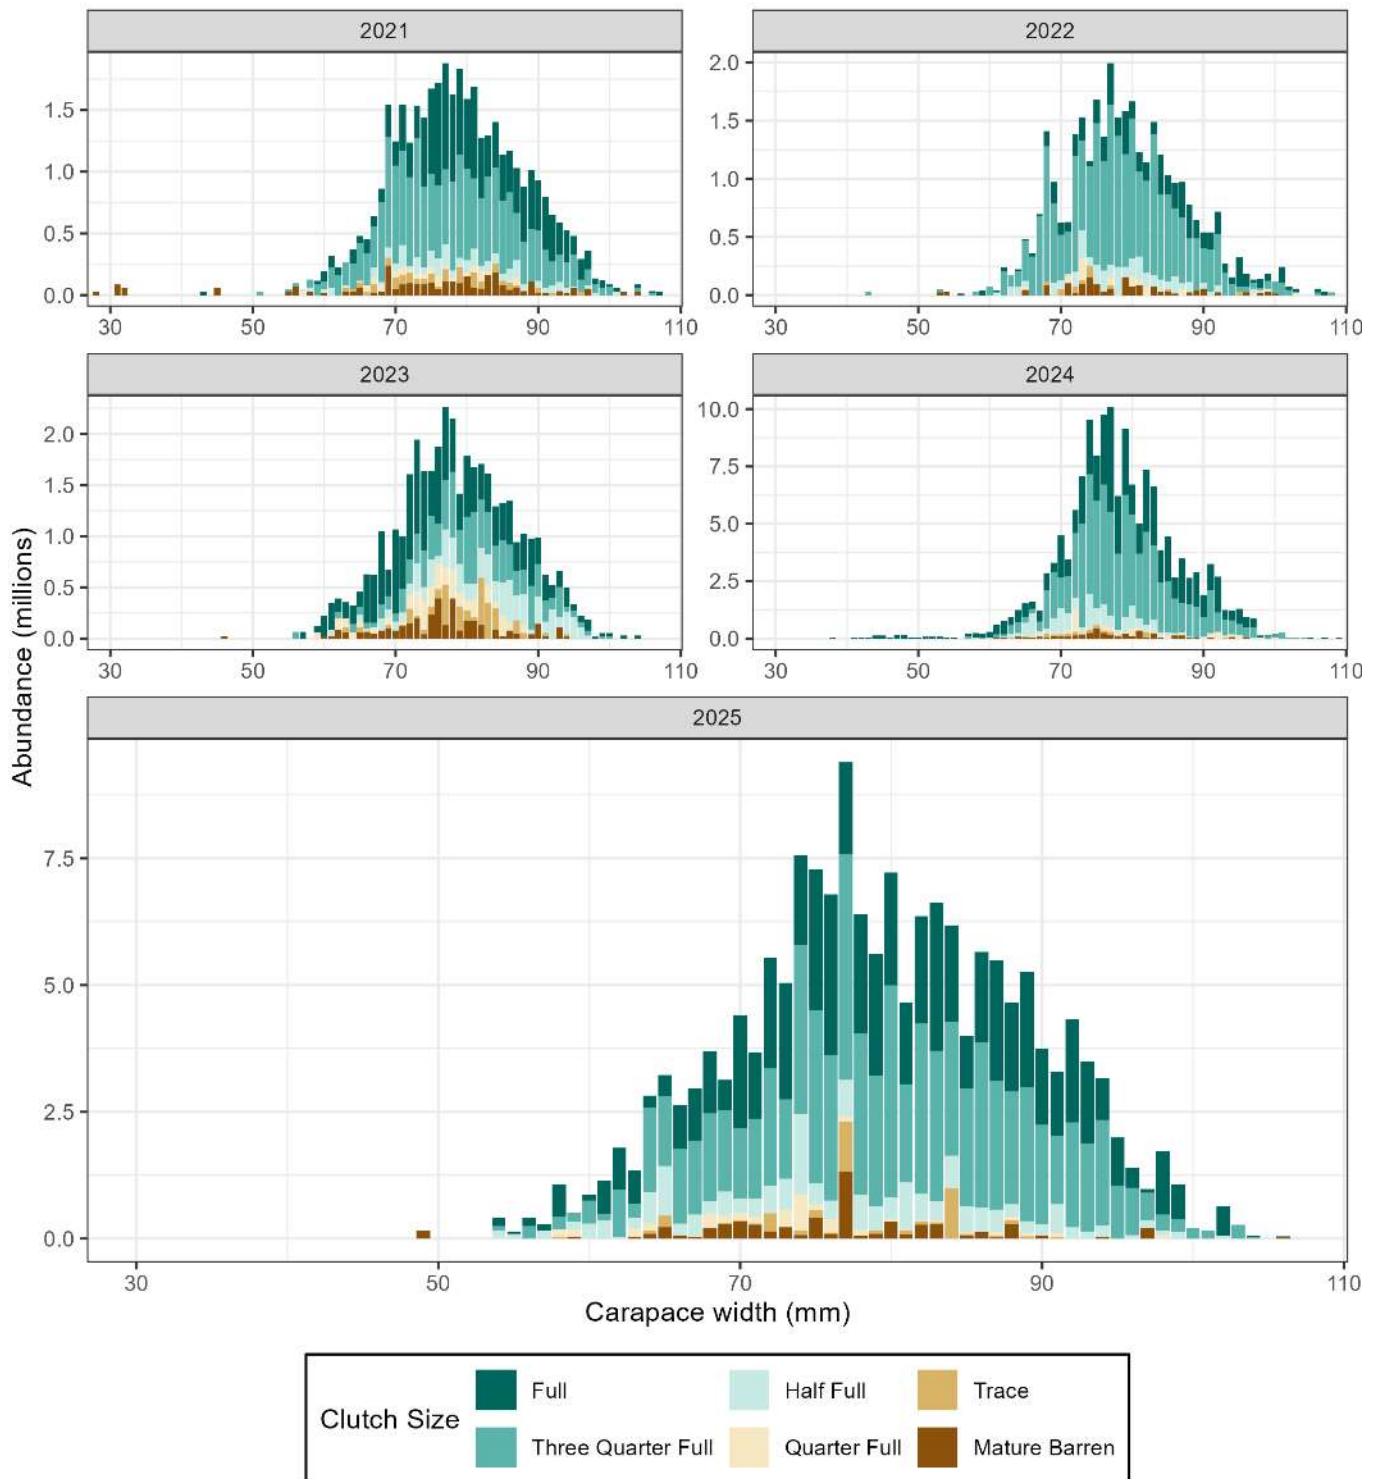 2021
2022
1.5
1.0
0.5
0.0
30 50 70 90 110
2.0
1.5
1.0
0.5
0.0
30 50 70 90 110
2023
2024
2.0
1.5
1.0
0.5
0.0
30 50 70 90 110
10.0
7.5
5.0
2.5
0.0
30 50 70 90 110
Abundance (millions)
2025
7.5
5.0
2.5
0.0
30 50 70 90 110
Carapace width (mm)
Clutch Size
Full
Three Quarter Full
Half Full
Quarter Full
Trace
Mature Barren